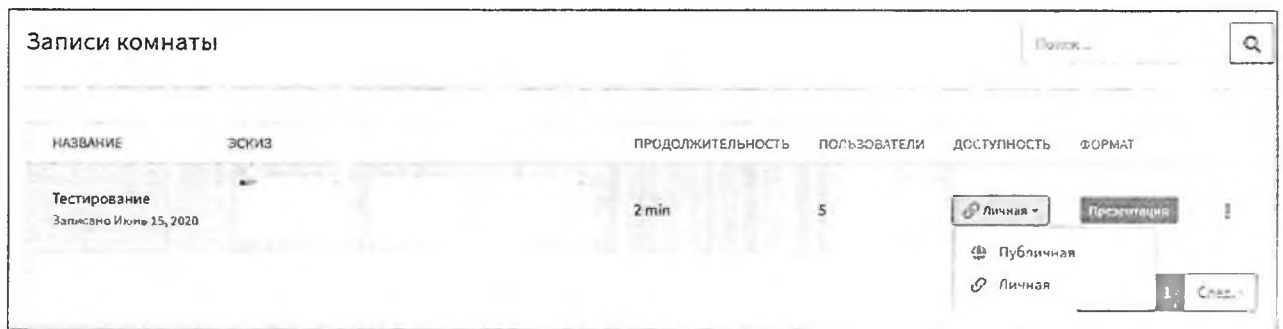 Записи комнаты
Поиск...
НАЗВАНИЕ ЭСКИЗ ПРОДОЛЖИТЕЛЬНОСТЬ ПОЛЬЗОВАТЕЛИ ДОСТУПНОСТЬ ФОРМАТ
Тестирование
Записано Июнь 15, 2020
2 min 5 Личная Презентация
Публичная
Личная
1 След.